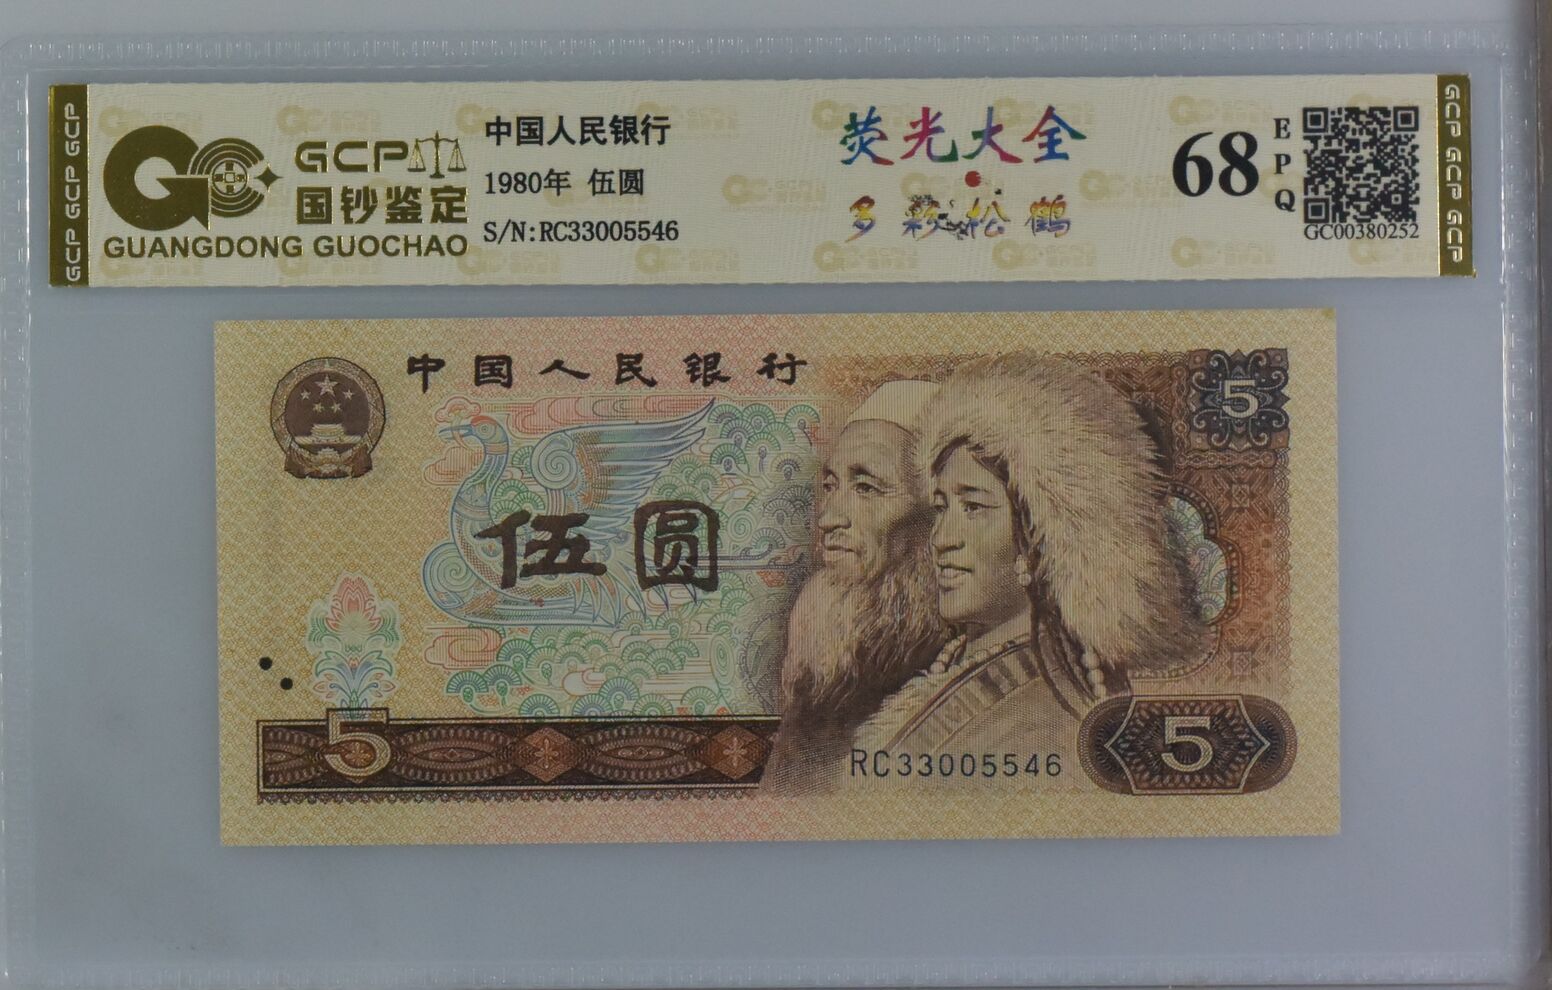 GCP GCP GCP
GCP
国钞鉴定
GUANGDONG GUOCHAO
中国人民银行
1980年 伍圆
S/N:RC33005546
荧光大全
多彩·松鹤
68
EPQ
GC00380252
GCP GCP GCP
中国人民银行
5
伍圆
5
RC33005546
5